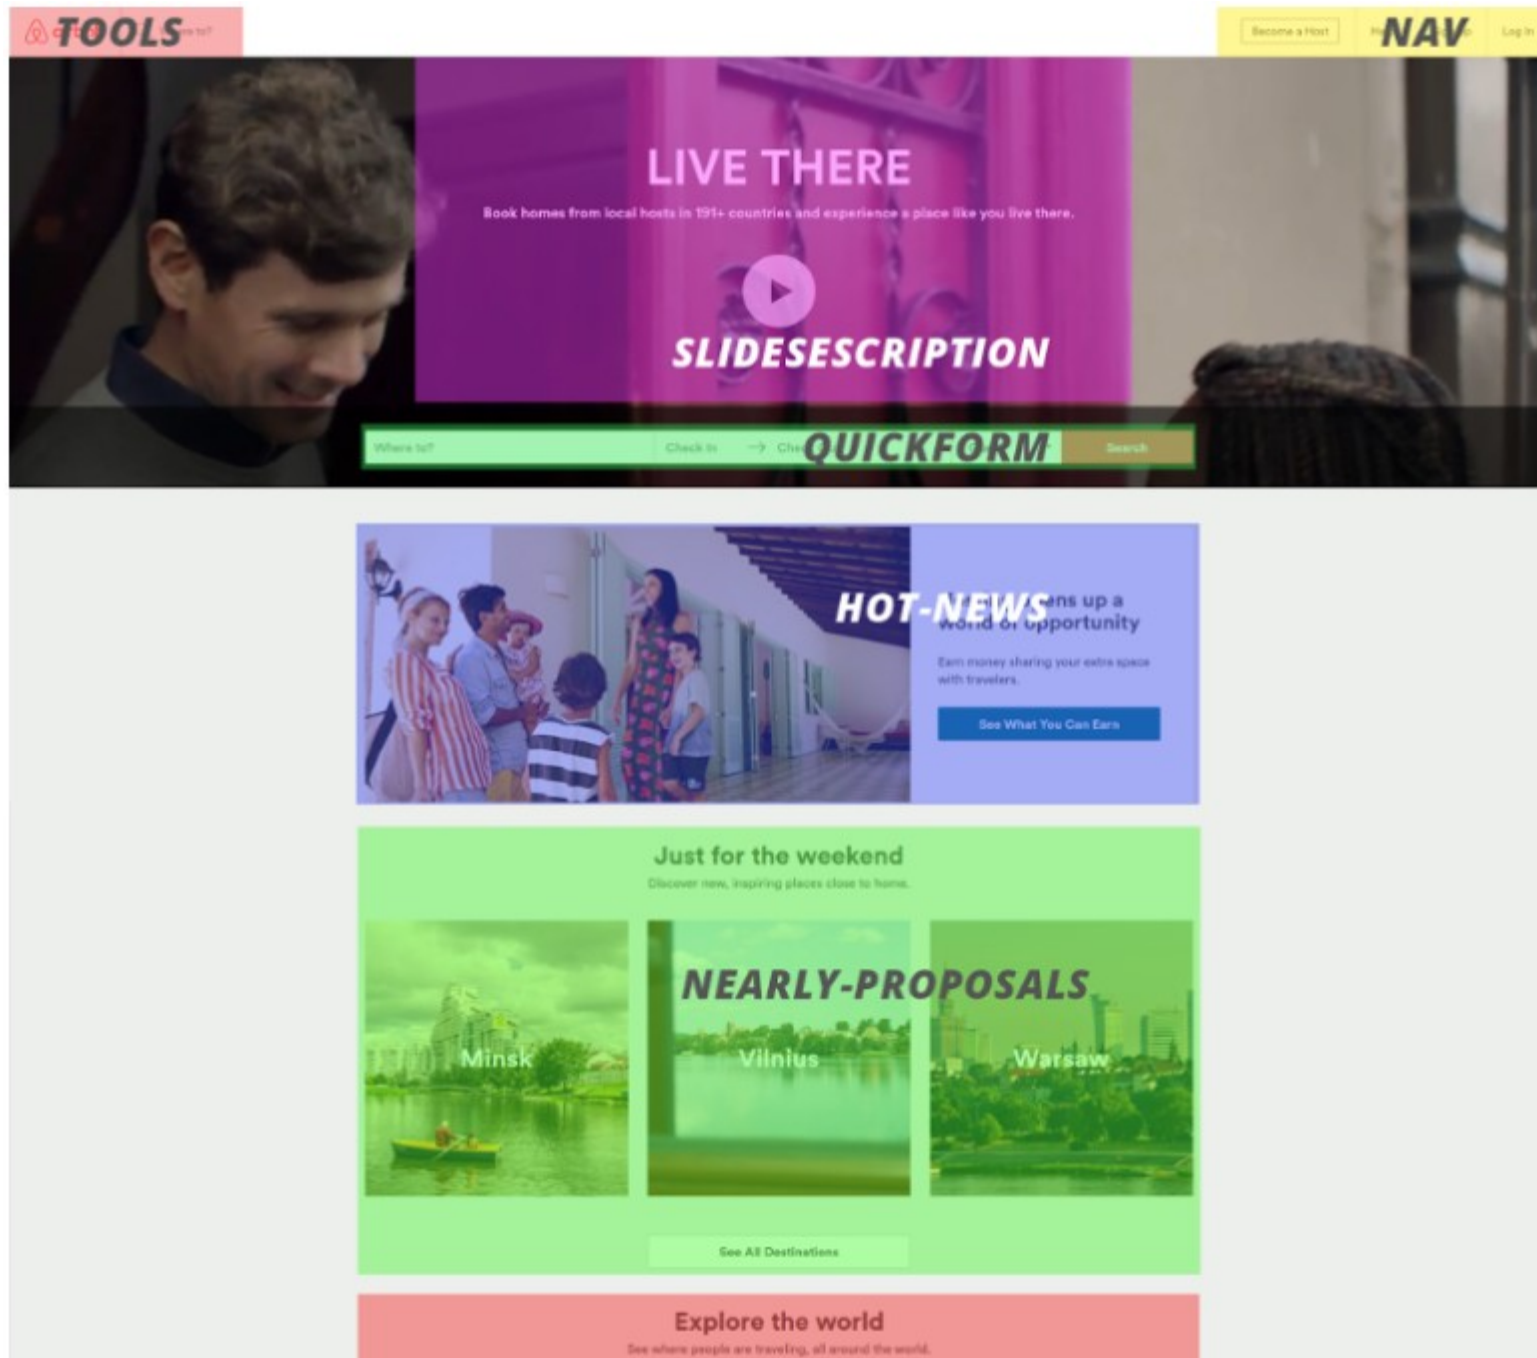 TOOLS
Become a Host
NAV
Log In
LIVE THERE
Book homes from local hosts in 191+ countries and experience a place like you live there.
SLIDESESCRIPTION
Where to?
Check In
→
QUICKFORM
Search
HOT-NEWS
up a
world of opportunity
Earn money sharing your extra space
with travelers.
See What You Can Earn
Just for the weekend
Discover new, inspiring places close to home.
NEARLY-PROPOSALS
Minsk
Vilnius
Warsaw
See All Destinations
Explore the world
See where people are traveling, all around the world.